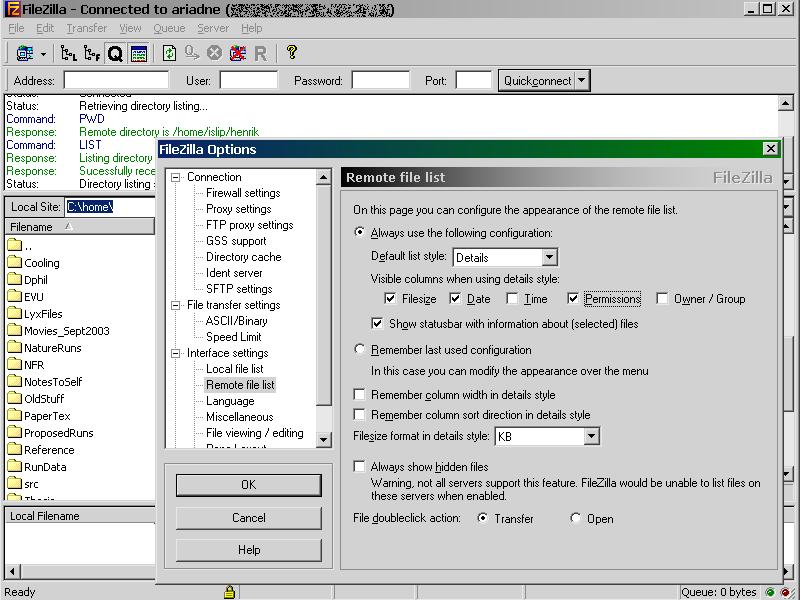 FileZilla - Connected to ariadne
File Edit Transfer View Queue Server Help
Address: User: Password: Port: Quickconnect
Status: Connected
Status: Retrieving directory listing...
Command: PWD
Response: Remote directory is /home/islip/henrik
Command: LIST
Response: Listing directory
Response: Sucessfully rece
Status: Directory listing
Local Site: C:\home\
Filename
..
Cooling
Dphil
EVU
LyxFiles
Movies_Sept2003
NatureRuns
NFR
NotesToSelf
OldStuff
PaperTex
ProposedRuns
Reference
RunData
src
Thesis
Local Filename
FileZilla Options
Connection
Firewall settings
Proxy settings
FTP proxy settings
GSS support
Directory cache
Ident server
SFTP settings
File transfer settings
ASCII/Binary
Speed Limit
Interface settings
Local file list
Remote file list
Language
Miscellaneous
File viewing / editing
OK
Cancel
Help
Remote file list FileZilla
On this page you can configure the appearance of the remote file list.
Always use the following configuration:
Default list style: Details
Visible columns when using details style:
Filesize Date Time Permissions Owner / Group
Show statusbar with information about (selected) files
Remember last used configuration
In this case you can modify the appearance over the menu
Remember column width in details style
Remember column sort direction in details style
Filesize format in details style: KB
Always show hidden files
Warning, not all servers support this feature. FileZilla would be unable to list files on
these servers when enabled.
File doubleclick action: Transfer Open
Ready Queue: 0 bytes